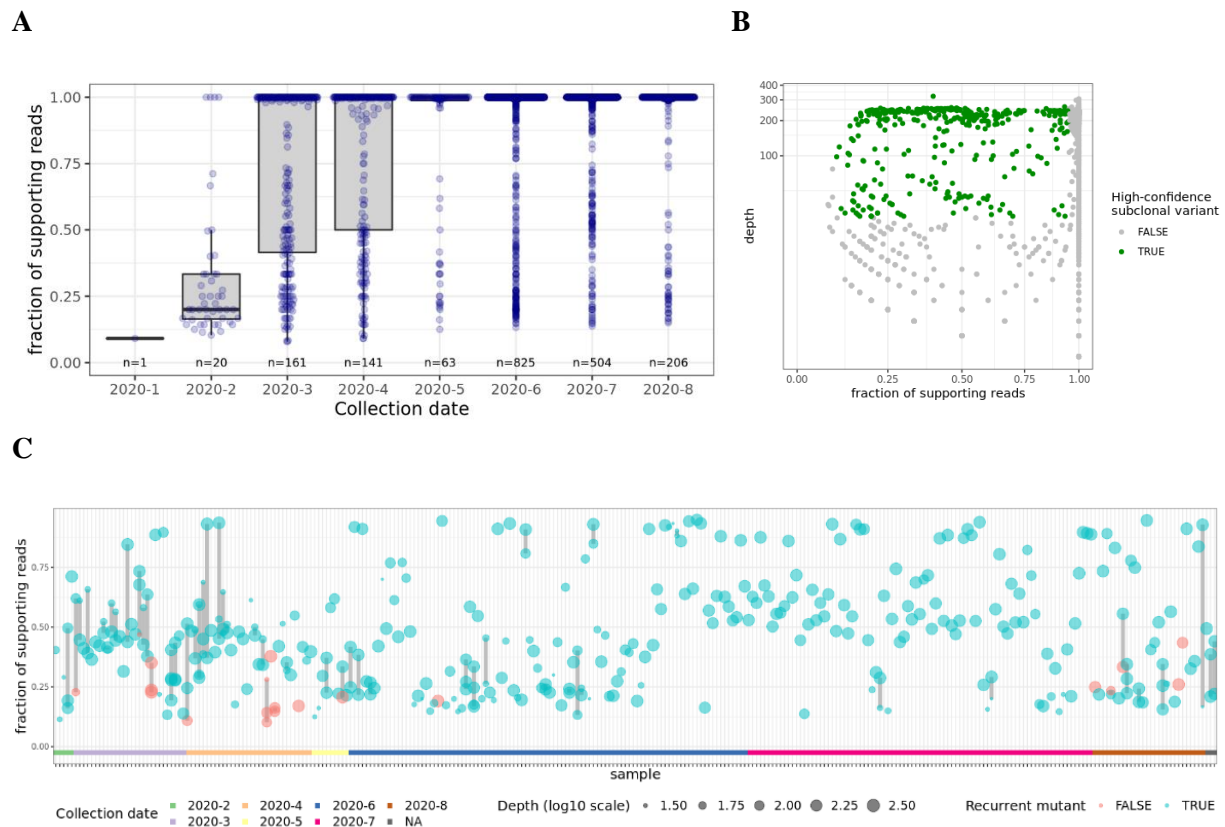 A
B
fraction of supporting reads
1.00
0.75
0.50
0.25
0.00
n=1
n=20
n=161
n=141
n=63
n=825
n=504
n=206
2020-1
2020-2
2020-3
2020-4
2020-5
2020-6
2020-7
2020-8
Collection date
depth
400
300
200
100
0.00
0.25
0.50
0.75
1.00
fraction of supporting reads
High-confidence
subclonal variant
FALSE
TRUE
C
fraction of supporting reads
0.75
0.50
0.25
0.00
sample
Collection date
2020-2
2020-3
2020-4
2020-5
2020-6
2020-7
2020-8
NA
Depth (log10 scale)
1.50
1.75
2.00
2.25
2.50
Recurrent mutant
FALSE
TRUE